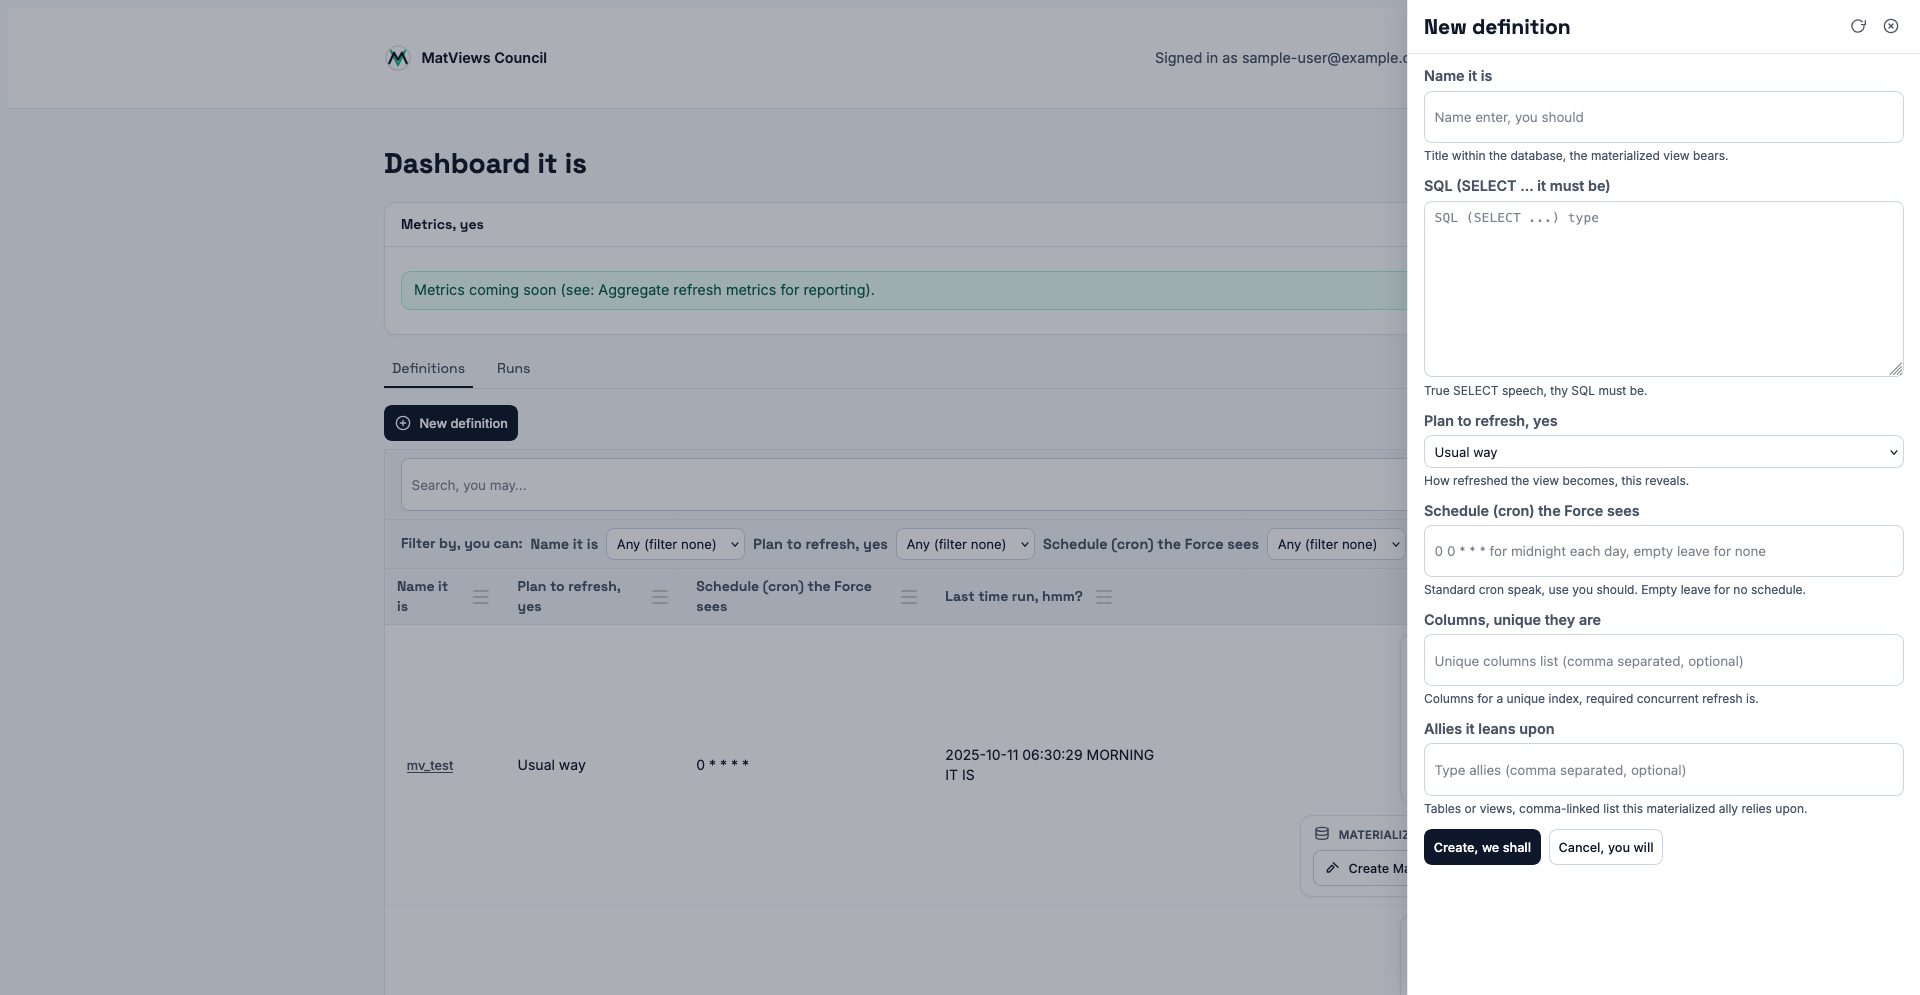 MatViews Council
Signed in as sample-user@example.c
Dashboard it is
Metrics, yes
Metrics coming soon (see: Aggregate refresh metrics for reporting).
Definitions
Runs
New definition
Search, you may...
Filter by, you can:
Name it is
Any (filter none)
Plan to refresh, yes
Any (filter none)
Schedule (cron) the Force sees
Any (filter none)
Name it
is
Plan to refresh,
yes
Schedule (cron) the Force
sees
Last time run, hmm?
mv_test
Usual way
0 * * * *
2025-10-11 06:30:29 MORNING
IT IS
MATERIALIZ
Create Ma
New definition
Name it is
Name enter, you should
Title within the database, the materialized view bears.
SQL (SELECT ... it must be)
SQL (SELECT ...) type
True SELECT speech, thy SQL must be.
Plan to refresh, yes
Usual way
How refreshed the view becomes, this reveals.
Schedule (cron) the Force sees
0 0 * * * for midnight each day, empty leave for none
Standard cron speak, use you should. Empty leave for no schedule.
Columns, unique they are
Unique columns list (comma separated, optional)
Columns for a unique index, required concurrent refresh is.
Allies it leans upon
Type allies (comma separated, optional)
Tables or views, comma-linked list this materialized ally relies upon.
Create, we shall
Cancel, you will